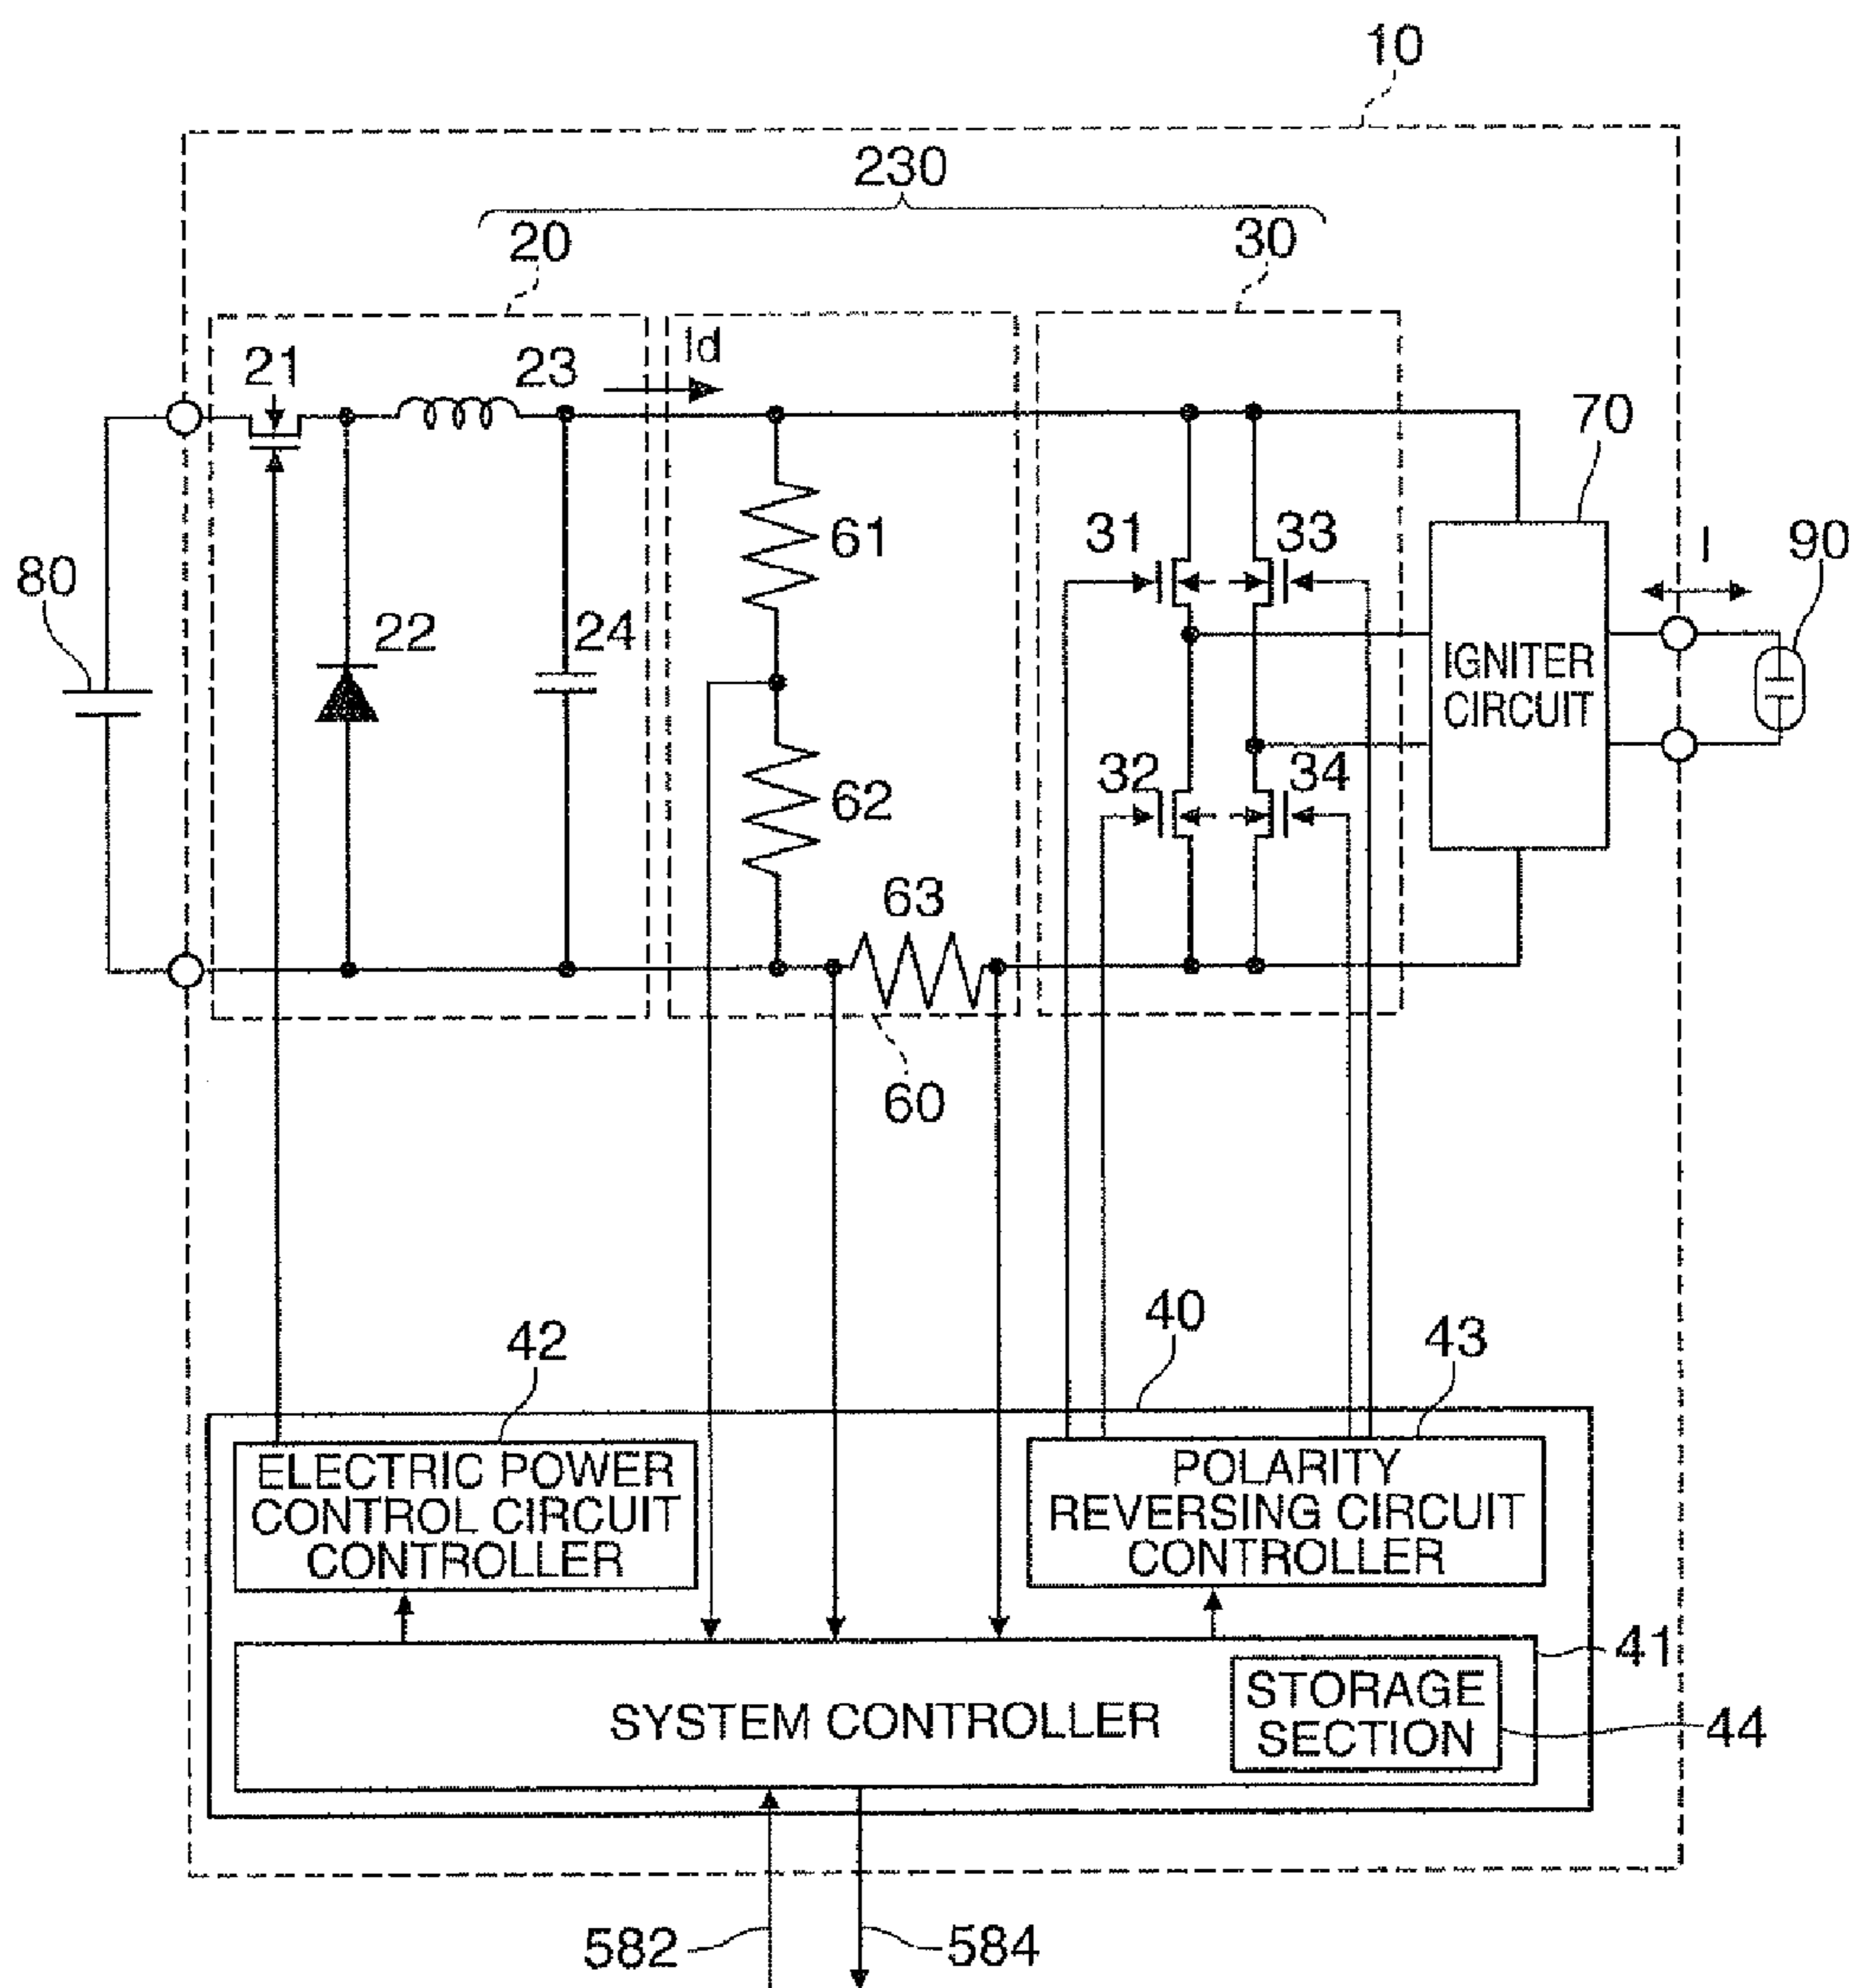 10
230
20
30
Id
21
23
70
61
31
33
I
90
80
22
24
IGNITER
CIRCUIT
62
32
34
63
60
40
42
43
ELECTRIC POWER
CONTROL CIRCUIT
CONTROLLER
POLARITY
REVERSING CIRCUIT
CONTROLLER
41
SYSTEM CONTROLLER
STORAGE
SECTION
44
582
584